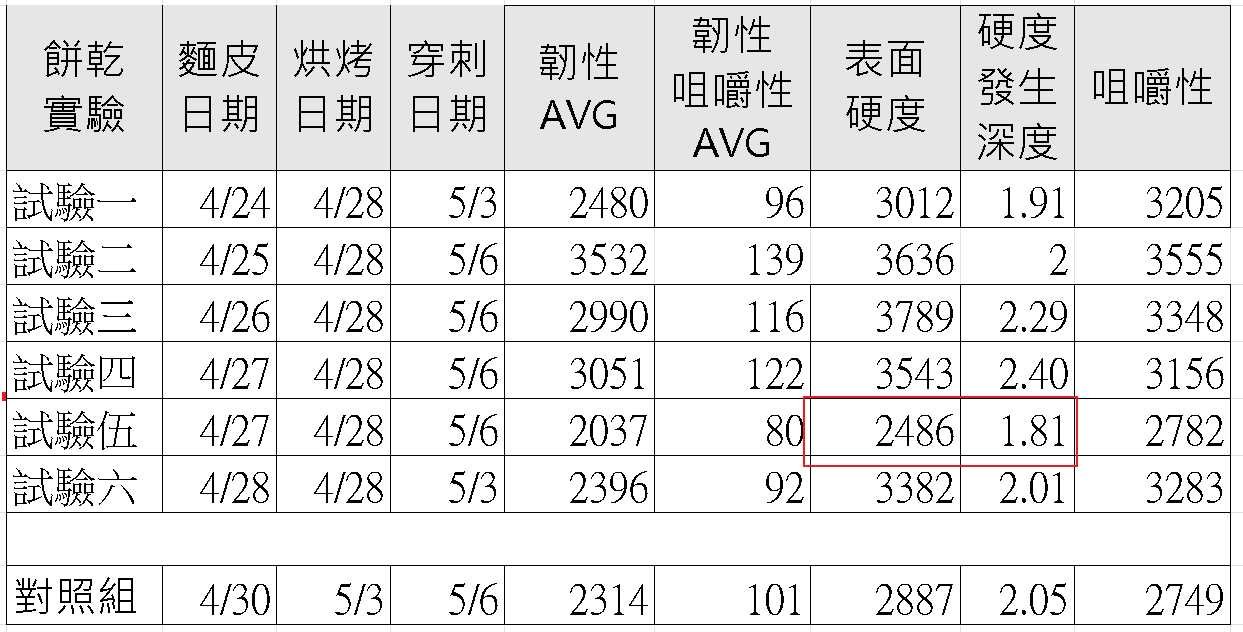 餅乾實驗 麵皮日期 烘烤日期 穿刺日期 韌性AVG 韌性咀嚼性AVG 表面硬度 硬度發生深度 咀嚼性
試驗一 4/24 4/28 5/3 2480 96 3012 1.91 3205
試驗二 4/25 4/28 5/6 3532 139 3636 2 3555
試驗三 4/26 4/28 5/6 2990 116 3789 2.29 3348
試驗四 4/27 4/28 5/6 3051 122 3543 2.40 3156
試驗伍 4/27 4/28 5/6 2037 80 2486 1.81 2782
試驗六 4/28 4/28 5/3 2396 92 3382 2.01 3283
對照組 4/30 5/3 5/6 2314 101 2887 2.05 2749